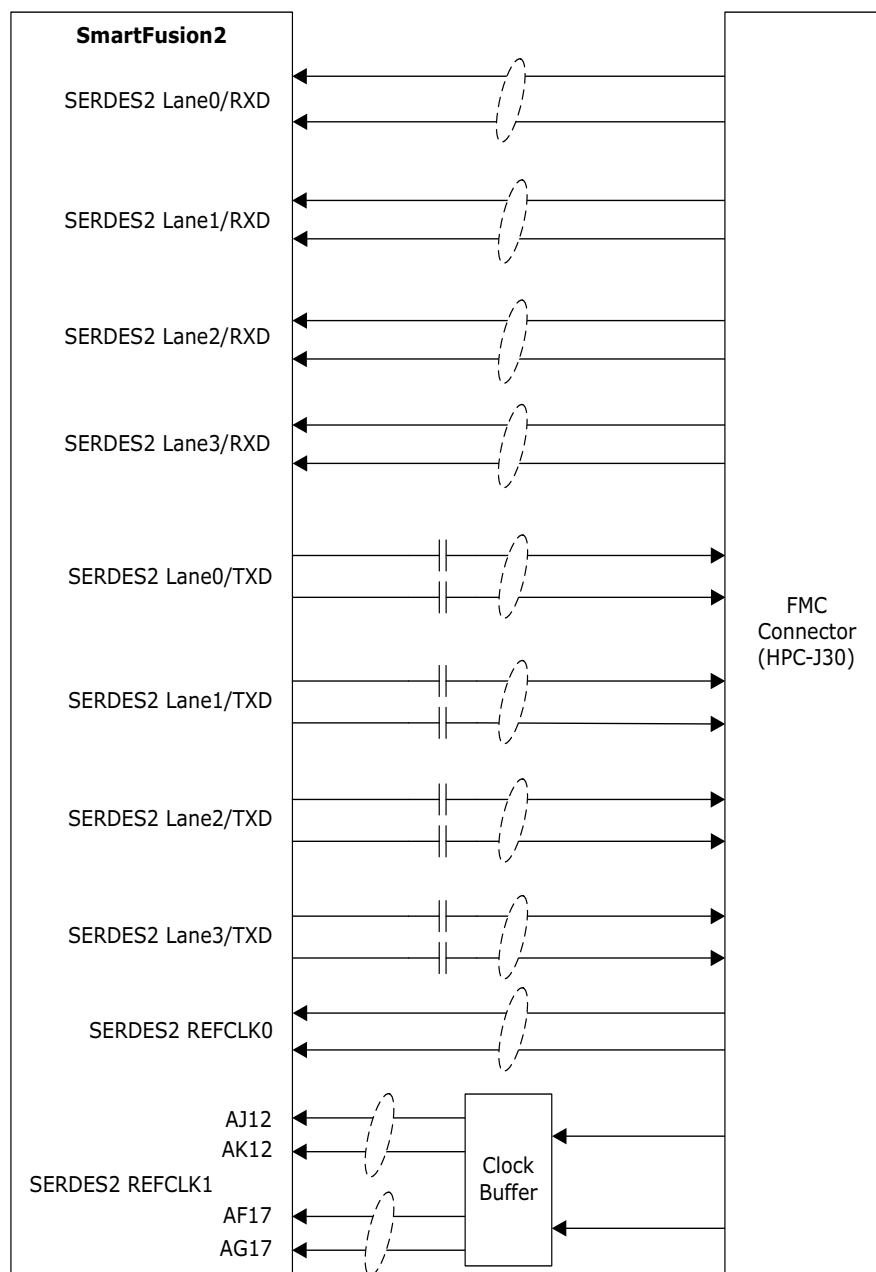 SmartFusion2
SERDES2 Lane0/RXD
SERDES2 Lane1/RXD
SERDES2 Lane2/RXD
SERDES2 Lane3/RXD
SERDES2 Lane0/TXD
FMC
Connector
(HPC-J30)
SERDES2 Lane1/TXD
SERDES2 Lane2/TXD
SERDES2 Lane3/TXD
SERDES2 REFCLK0
AJ12
AK12
Clock
Buffer
SERDES2 REFCLK1
AF17
AG17